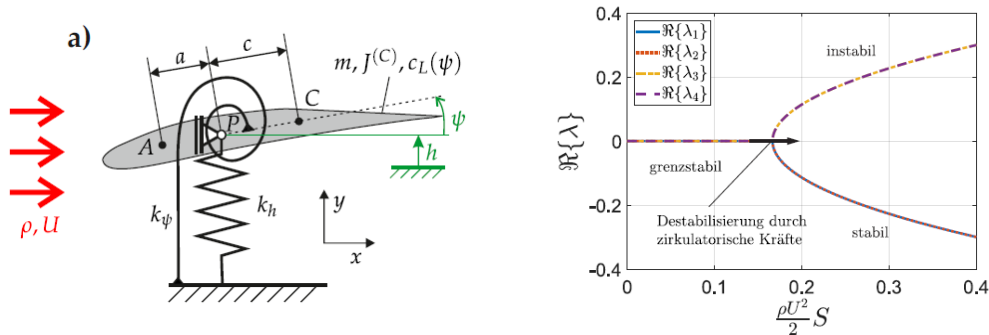 a)
a
c
m, J^(C), c_L(ψ)
C
P
A
ψ
h
k_ψ
k_h
y
x
ρ, U
0.4
0.2
0
-0.2
-0.4
ℜ{λ}
ℜ{λ₁}
ℜ{λ₂}
ℜ{λ₃}
ℜ{λ₄}
instabil
grenzstabil
Destabilisierung durch
zirkulatorische Kräfte
stabil
0
0.1
0.2
0.3
0.4
ρU²/2 S